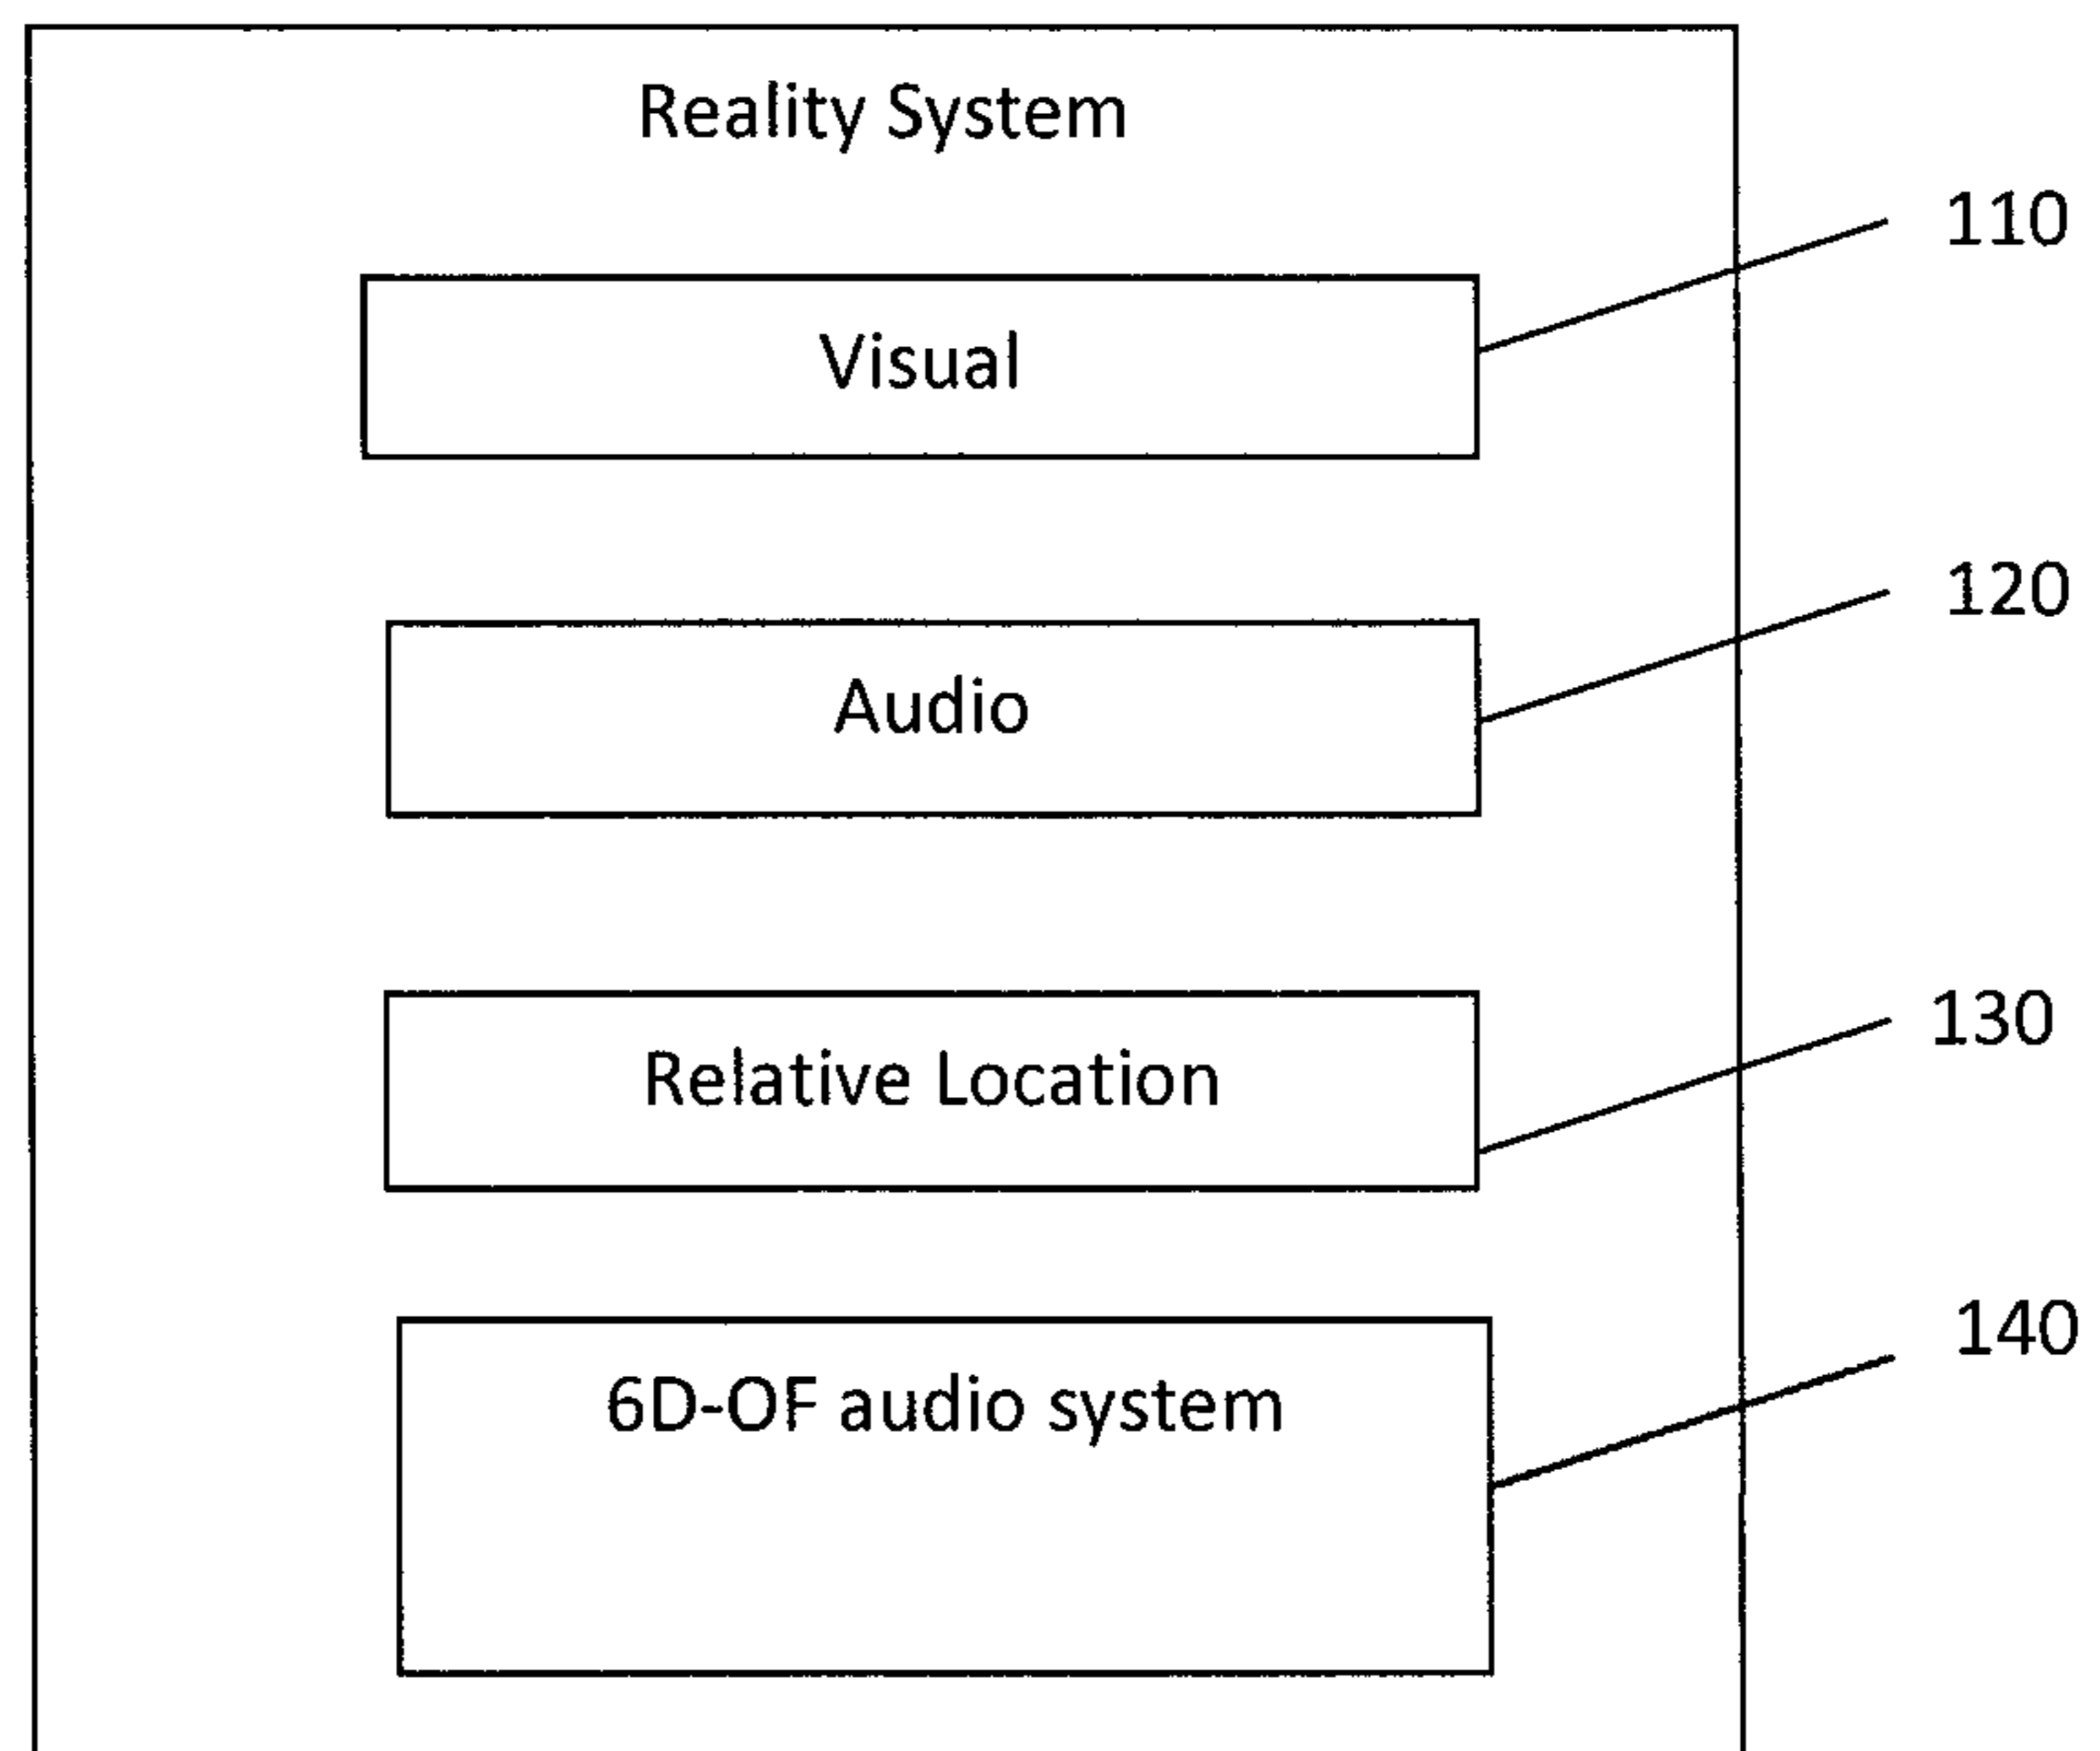 Reality System
110
Visual
120
Audio
130
Relative Location
140
6D-OF audio system